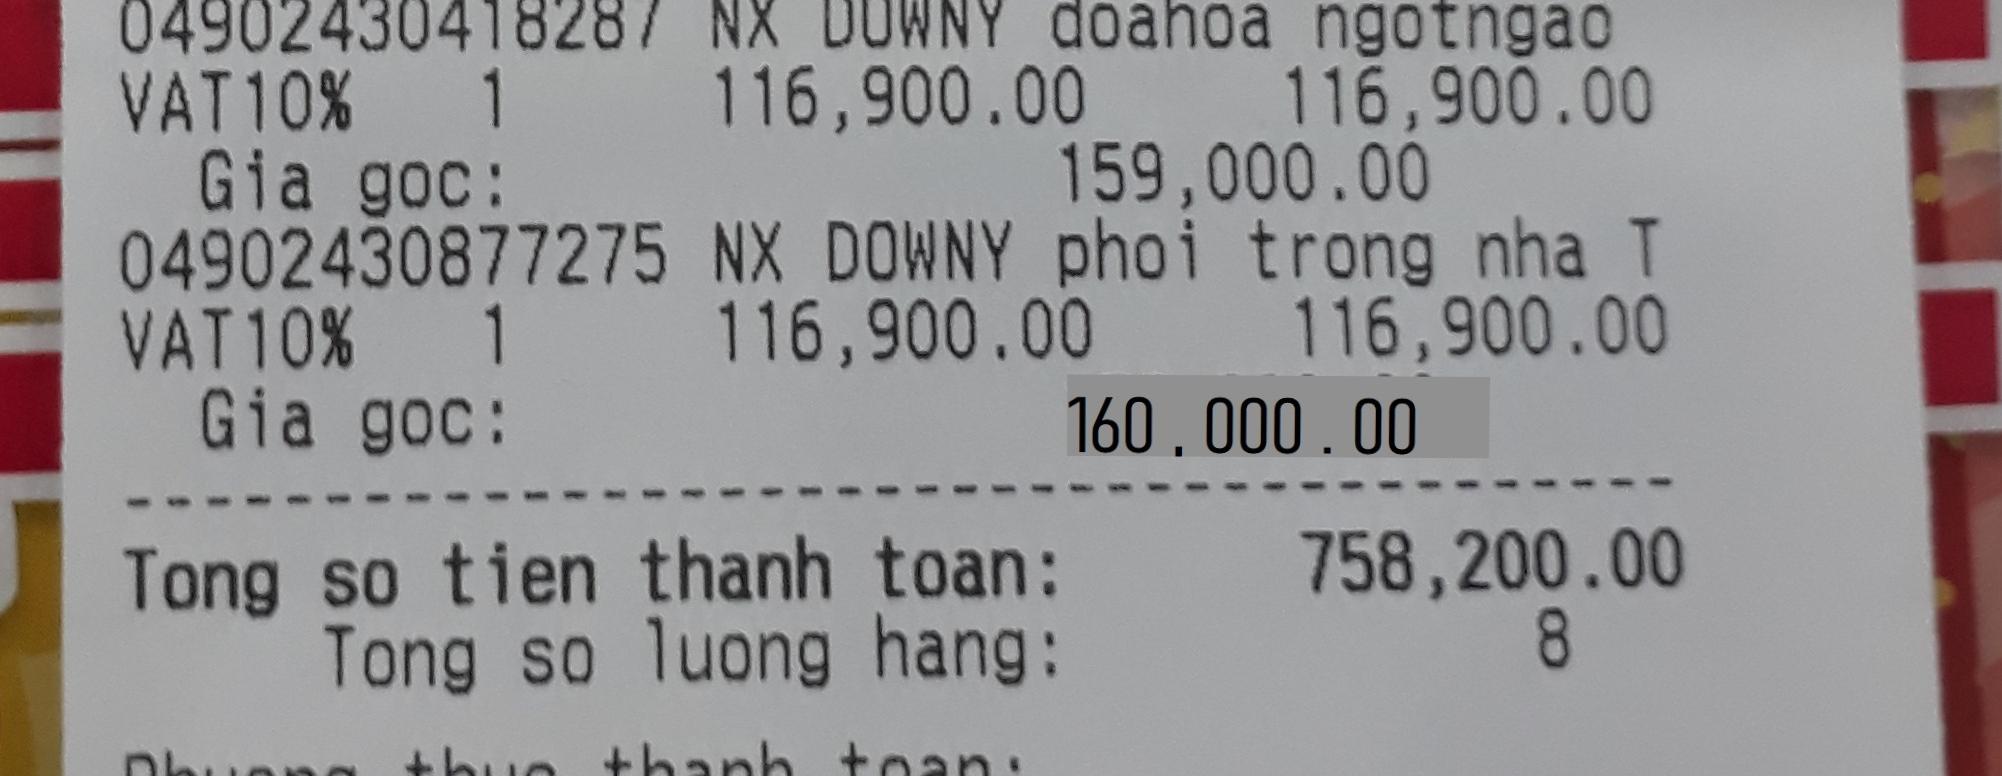 04902430418287 NX DOWNY doahoa ngotngao
VAT10% 1 116,900.00 116,900.00
Gia goc: 159,000.00
04902430877275 NX DOWNY phoi trong nha T
VAT10% 1 116,900.00 116,900.00
Gia goc: 160.000.00
Tong so tien thanh toan: 758,200.00
Tong so luong hang: 8
Phuong thuc thanh toan: